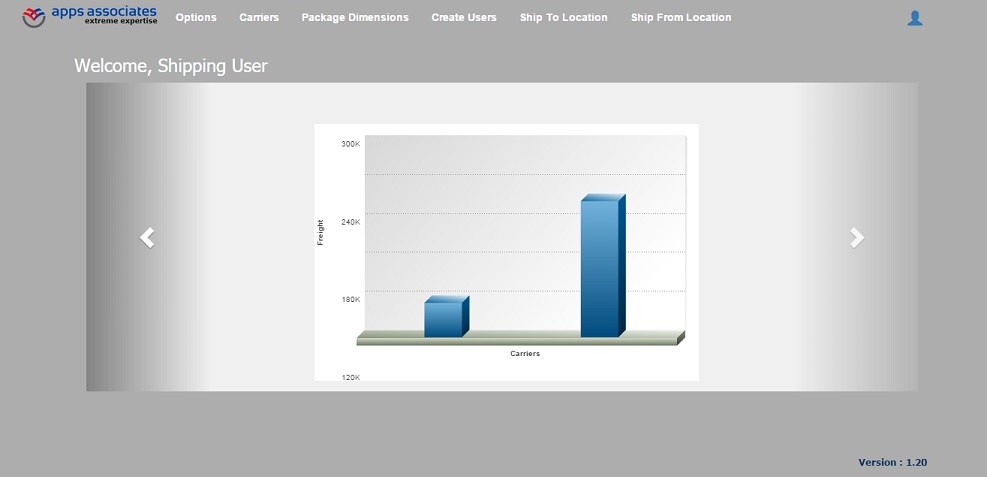 apps associates
extreme expertise
Options Carriers Package Dimensions Create Users Ship To Location Ship From Location
Welcome, Shipping User
300K
240K
Freight
180K
Carriers
120K
Version : 1.20